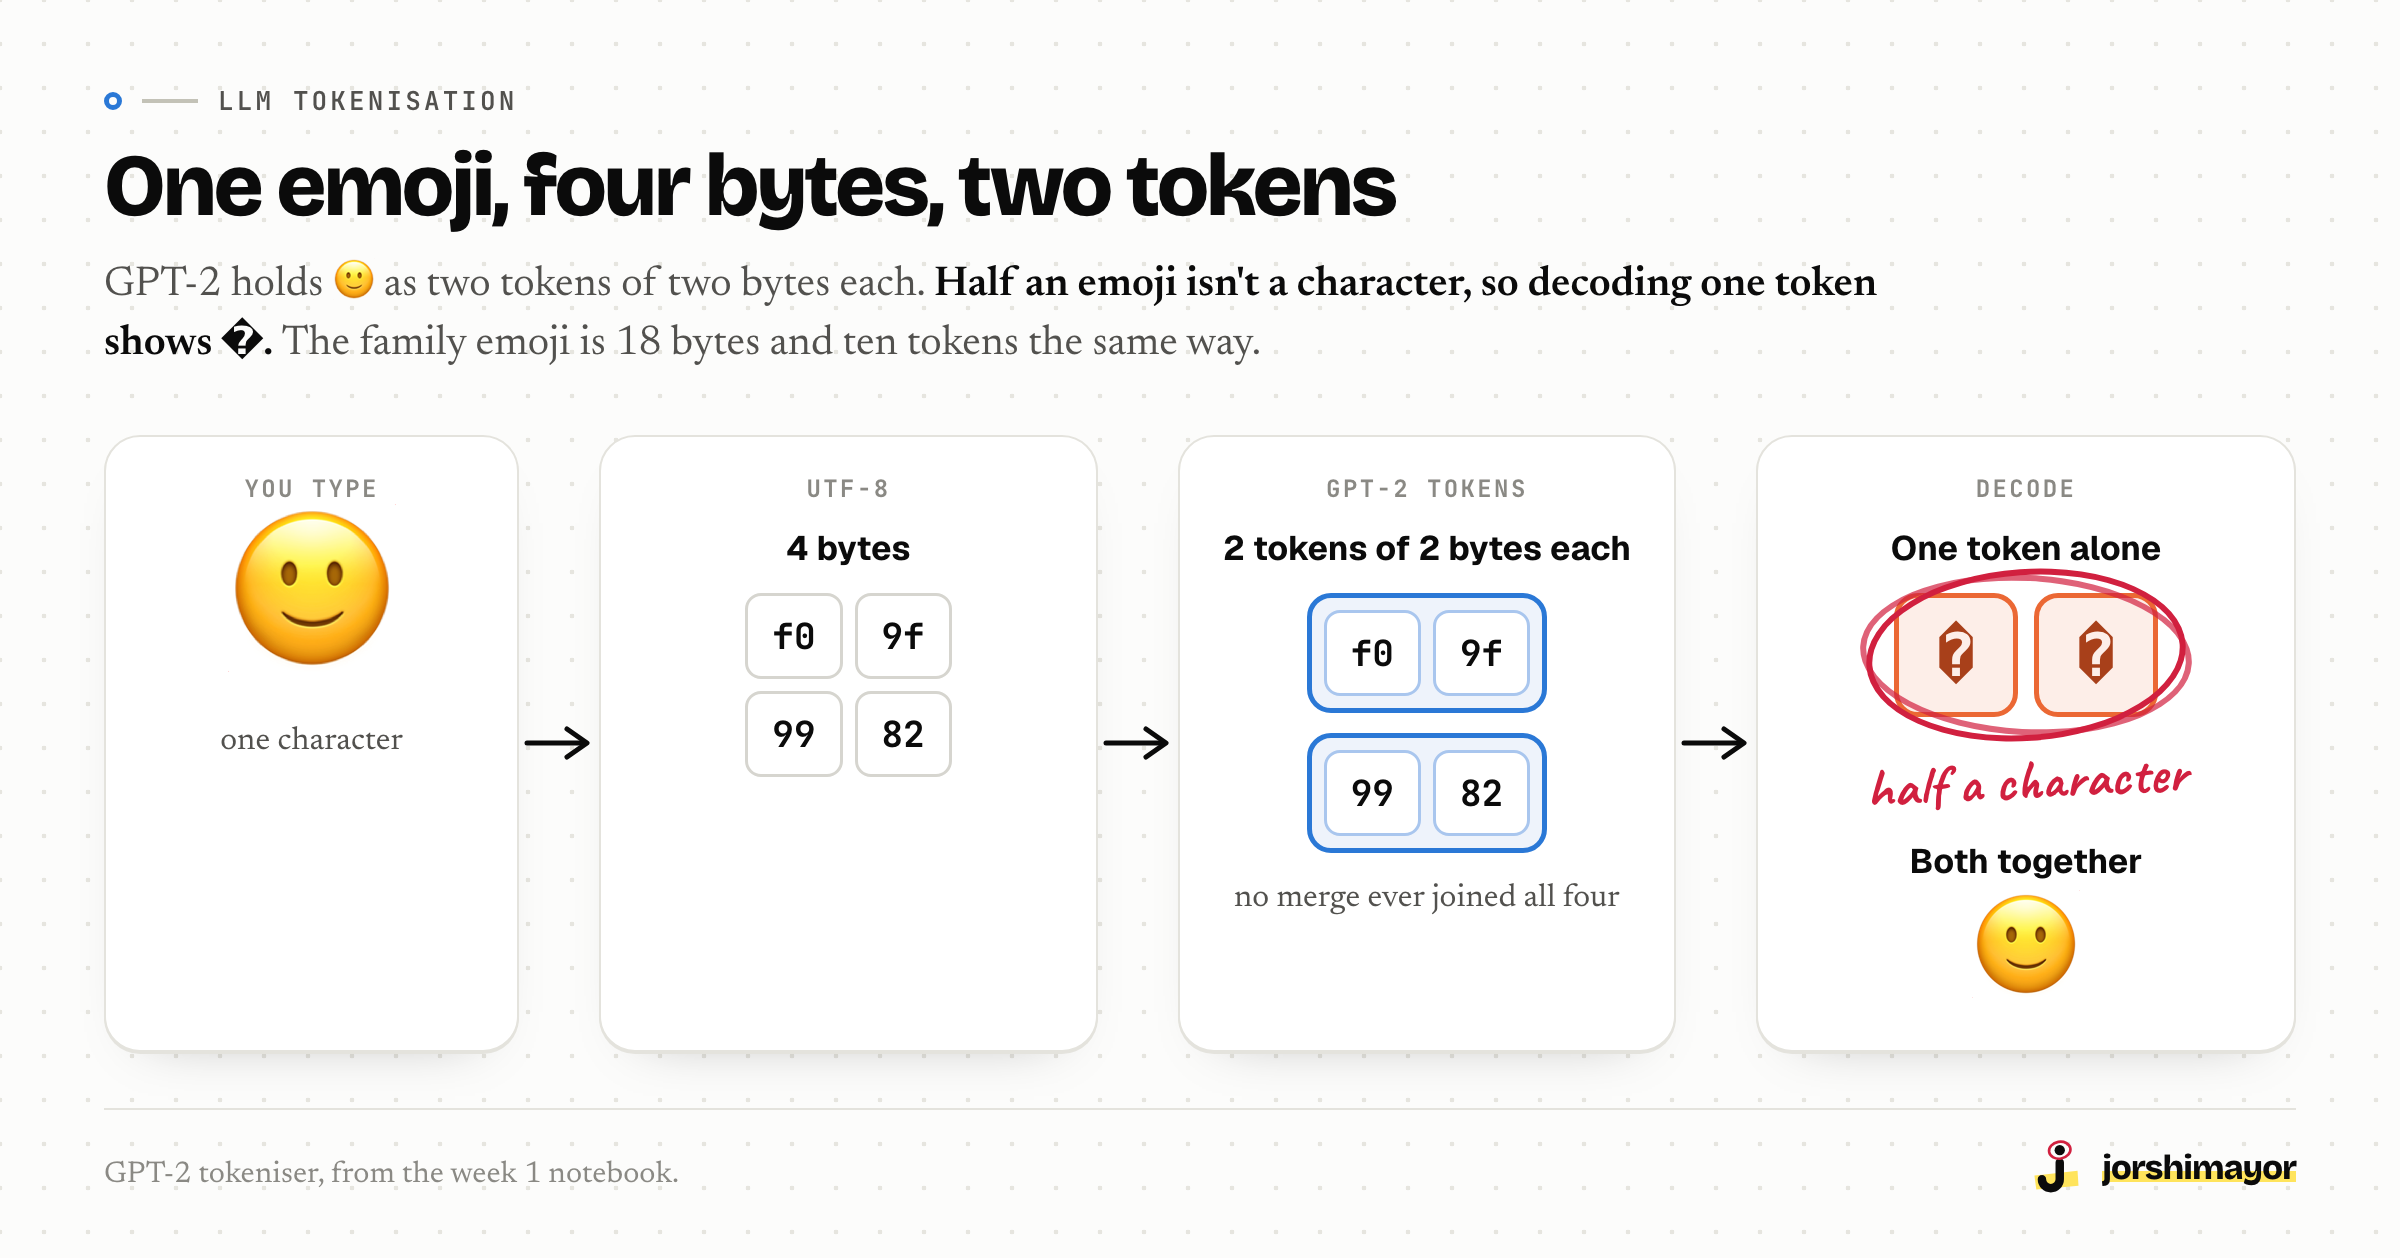 LLM TOKENISATION
One emoji, four bytes, two tokens
GPT-2 holds 🙂 as two tokens of two bytes each. Half an emoji isn't a character, so decoding one token
shows �. The family emoji is 18 bytes and ten tokens the same way.
YOU TYPE
one character
UTF-8
4 bytes
f0 9f
99 82
GPT-2 TOKENS
2 tokens of 2 bytes each
f0 9f
99 82
no merge ever joined all four
DECODE
One token alone
� �
half a character
Both together
GPT-2 tokeniser, from the week 1 notebook.
jorshimayor